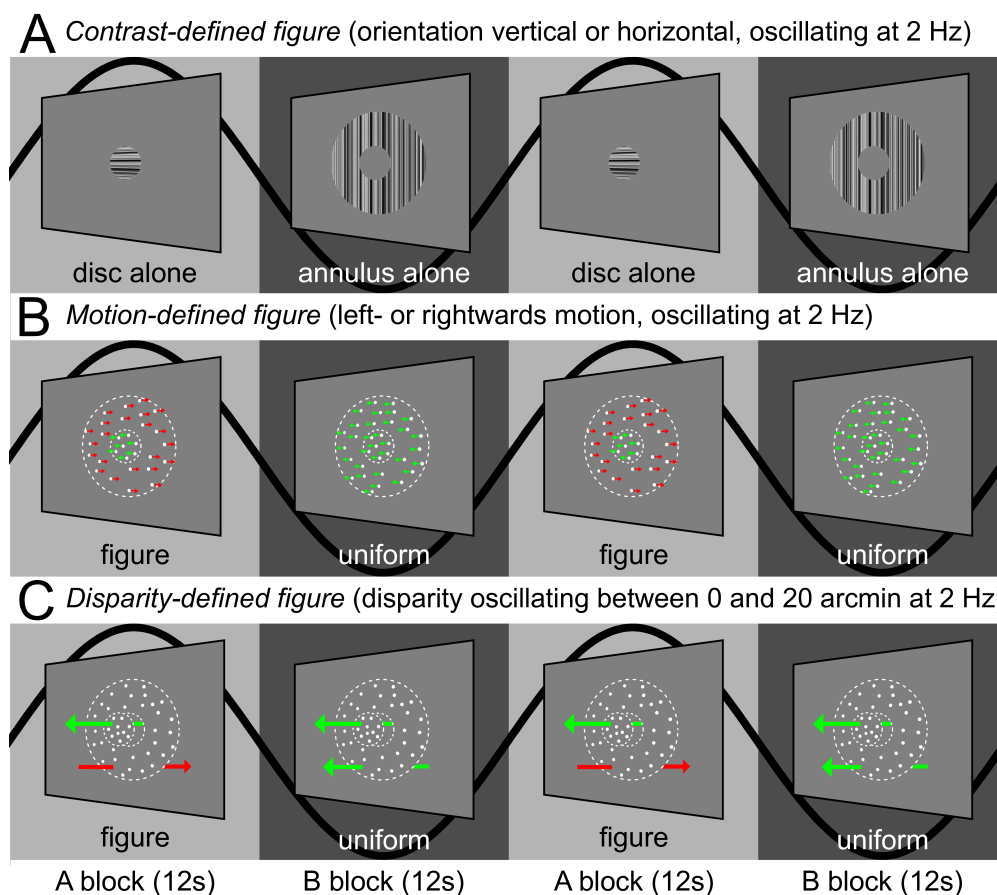 A Contrast-defined figure (orientation vertical or horizontal, oscillating at 2 Hz)
disc alone annulus alone disc alone annulus alone
B Motion-defined figure (left- or rightwards motion, oscillating at 2 Hz)
figure uniform figure uniform
C Disparity-defined figure (disparity oscillating between 0 and 20 arcmin at 2 Hz
figure uniform figure uniform
A block (12s) B block (12s) A block (12s) B block (12s)